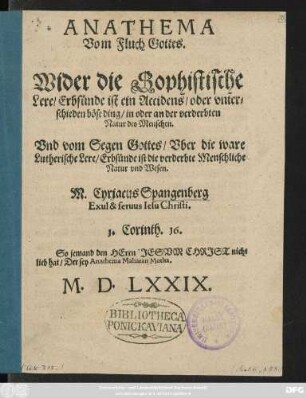 ANATHEMA
Vom Fluch Gottes.
Wider die Sophistische
Lere/ Erbsünde ist ein Accidens/ oder vnter-
schieden böse ding/ in oder an der verderbten
Natur des Menschen.
Vnd vom Segen Gottes/ Vber die ware
Lutherische Lere/ Erbsünde ist die verderbte Menschliche
Natur vnd Wesen.
M. Cyriacus Spangenberg
Exul & seruus Iesu Christi.
1. Corinth. 16.
So jemand den HErrn JESVM CHRIST nicht
lieb hat/ Der sey Anathema Maharam Motha.
M. D. LXXIX.
BIBLIOTHECA
PONICKAVIANA